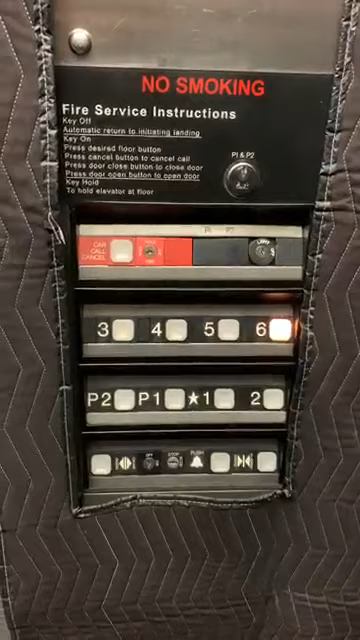 NO SMOKING
Fire Service Instructions
Key Off
Automatic return to initiating landing
Key On
Press desired floor button
Press cancel button to cancel call
Press door close button to close door
Press door open button to open door
Key Hold
To hold elevator at floor
P1 & P2
CAR
CALL
CANCEL
3 4 5 6
P2 P1 ★1 2
OFF STOP PUSH